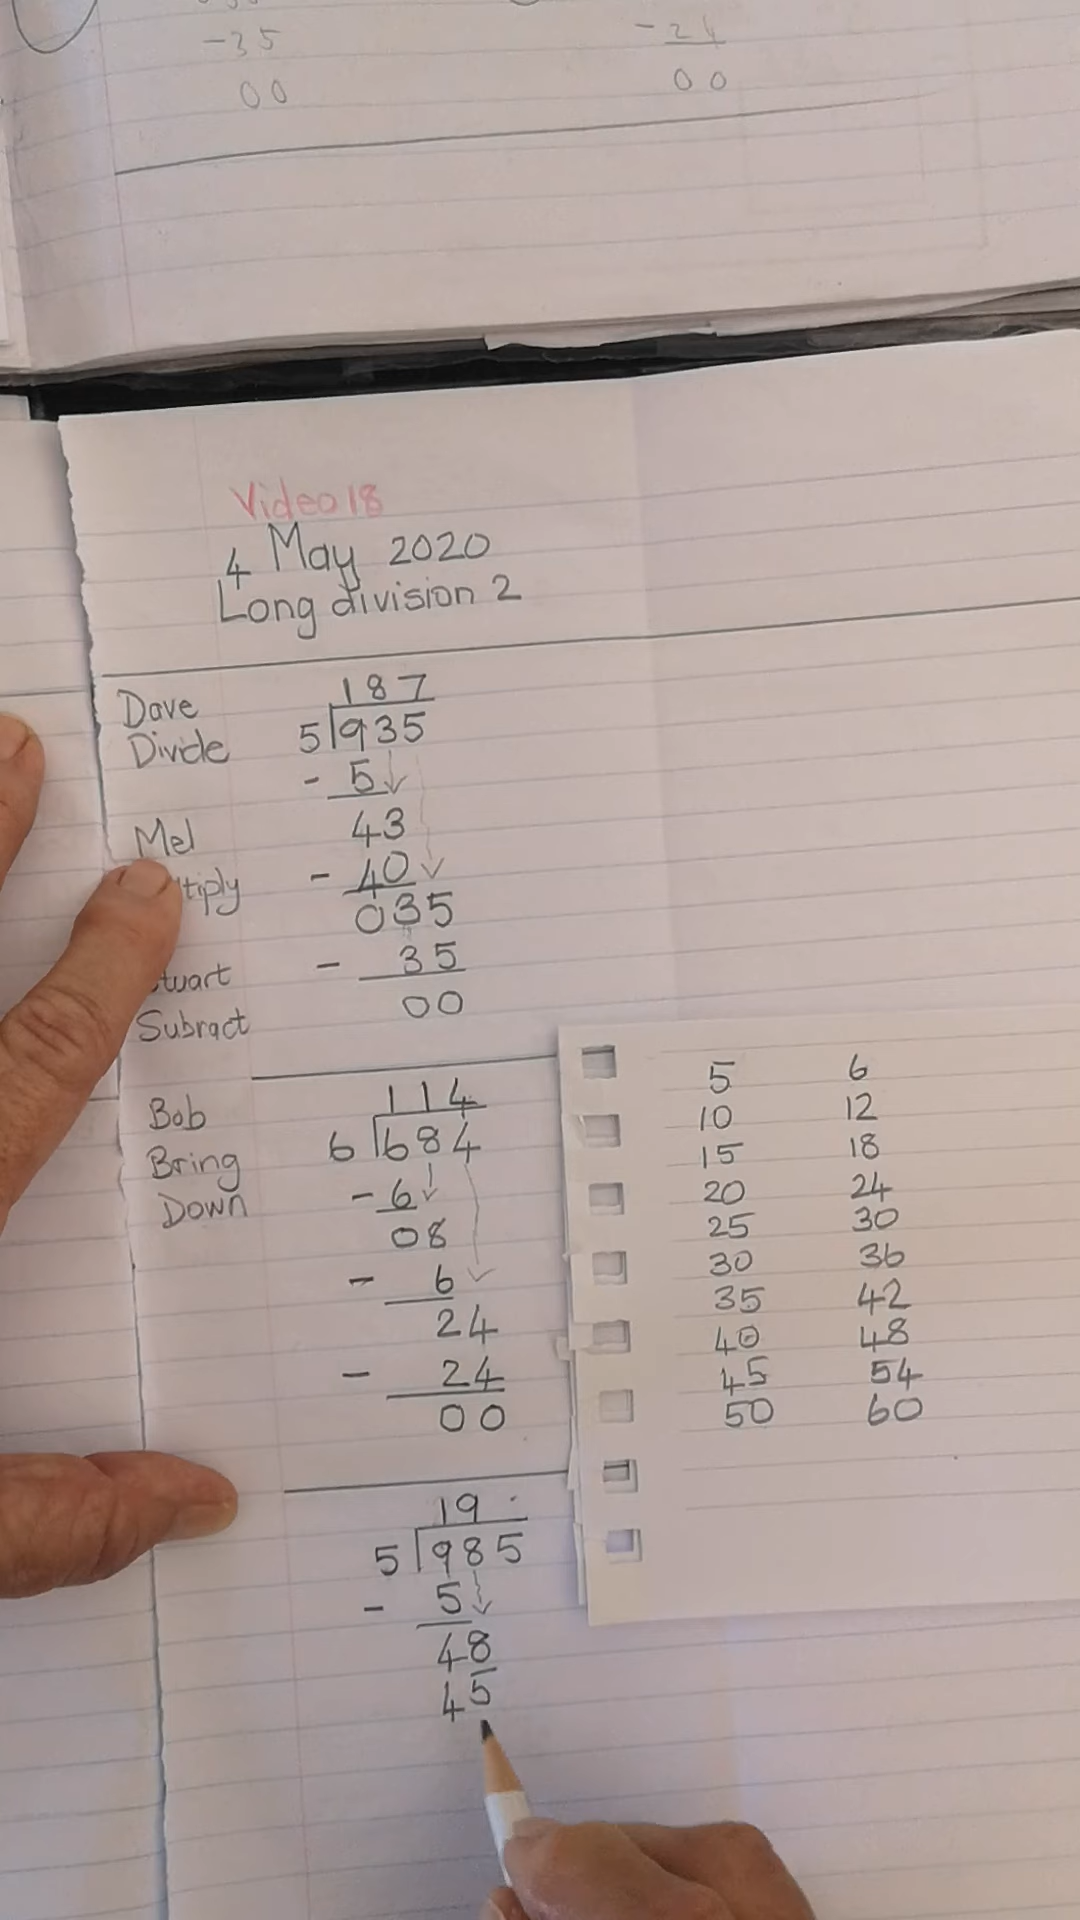 -35
00
-24
00
Video 18
4 May 2020
Long division 2
Dave
Divide
Mel
tiply
wart
Subract
187
5 935
- 5
43
- 40
035
- 35
00
Bob
Bring
Down
114
6 684
- 6
08
- 6
24
- 24
00
19
5 985
- 5
48
45
5 6
10 12
15 18
20 24
25 30
30 36
35 42
40 48
45 54
50 60